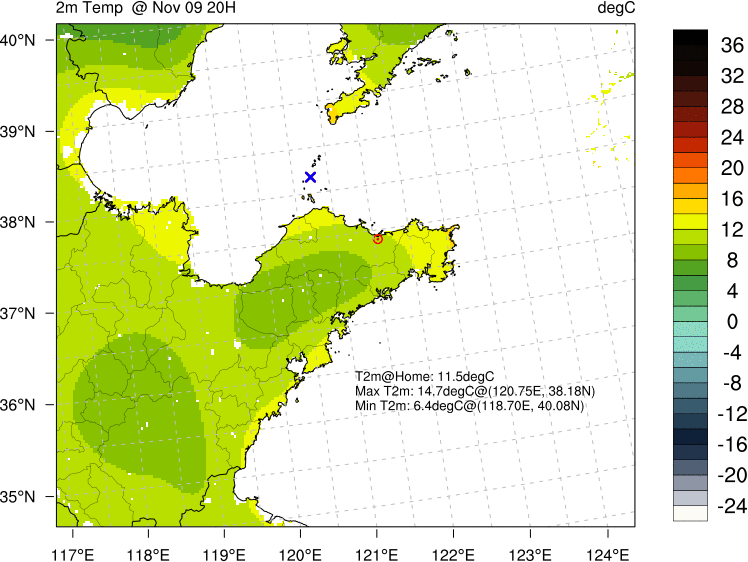 2m Temp @ Nov 09 20H
degC
40°N
39°N
38°N
37°N
36°N
35°N
T2m@Home: 11.5degC
Max T2m: 14.7degC@(120.75E, 38.18N)
Min T2m: 6.4degC@(118.70E, 40.08N)
117°E 118°E 119°E 120°E 121°E 122°E 123°E 124°E
36
32
28
24
20
16
12
8
4
0
-4
-8
-12
-16
-20
-24